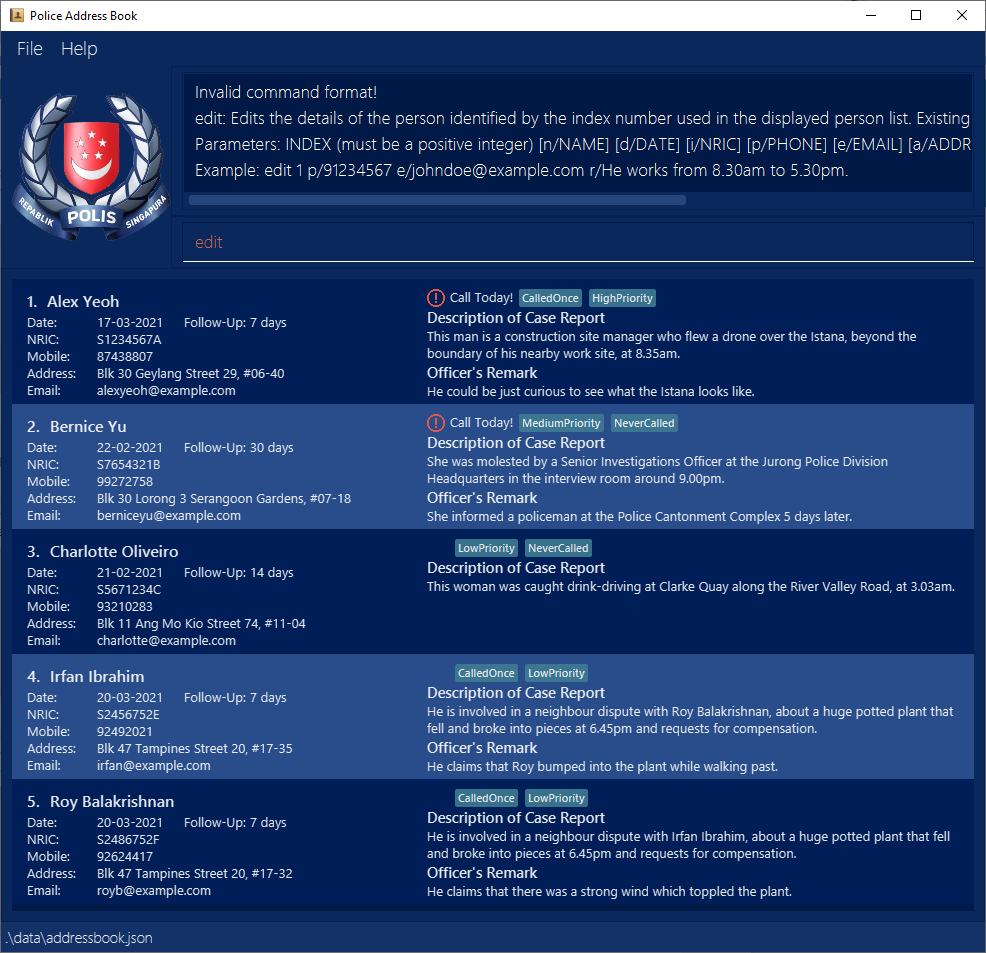 Police Address Book
File Help
REPABLIK POLIS SINGAPURA
Invalid command format!
edit: Edits the details of the person identified by the index number used in the displayed person list. Existing
Parameters: INDEX (must be a positive integer) [n/NAME] [d/DATE] [i/NRIC] [p/PHONE] [e/EMAIL] [a/ADDR
Example: edit 1 p/91234567 e/johndoe@example.com r/He works from 8.30am to 5.30pm.
edit
1. Alex Yeoh
Date: 17-03-2021 Follow-Up: 7 days
NRIC: S1234567A
Mobile: 87438807
Address: Blk 30 Geylang Street 29, #06-40
Email: alexyeoh@example.com
! Call Today! CalledOnce HighPriority
Description of Case Report
This man is a construction site manager who flew a drone over the Istana, beyond the
boundary of his nearby work site, at 8.35am.
Officer's Remark
He could be just curious to see what the Istana looks like.
2. Bernice Yu
Date: 22-02-2021 Follow-Up: 30 days
NRIC: S7654321B
Mobile: 99272758
Address: Blk 30 Lorong 3 Serangoon Gardens, #07-18
Email: berniceyu@example.com
! Call Today! MediumPriority NeverCalled
Description of Case Report
She was molested by a Senior Investigations Officer at the Jurong Police Division
Headquarters in the interview room around 9.00pm.
Officer's Remark
She informed a policeman at the Police Cantonment Complex 5 days later.
3. Charlotte Oliveiro
Date: 21-02-2021 Follow-Up: 14 days
NRIC: S5671234C
Mobile: 93210283
Address: Blk 11 Ang Mo Kio Street 74, #11-04
Email: charlotte@example.com
LowPriority NeverCalled
Description of Case Report
This woman was caught drink-driving at Clarke Quay along the River Valley Road, at 3.03am.
4. Irfan Ibrahim
Date: 20-03-2021 Follow-Up: 7 days
NRIC: S2456752E
Mobile: 92492021
Address: Blk 47 Tampines Street 20, #17-35
Email: irfan@example.com
CalledOnce LowPriority
Description of Case Report
He is involved in a neighbour dispute with Roy Balakrishnan, about a huge potted plant that
fell and broke into pieces at 6.45pm and requests for compensation.
Officer's Remark
He claims that Roy bumped into the plant while walking past.
5. Roy Balakrishnan
Date: 20-03-2021 Follow-Up: 7 days
NRIC: S2486752F
Mobile: 92624417
Address: Blk 47 Tampines Street 20, #17-32
Email: royb@example.com
CalledOnce LowPriority
Description of Case Report
He is involved in a neighbour dispute with Irfan Ibrahim, about a huge potted plant that fell
and broke into pieces at 6.45pm and requests for compensation.
Officer's Remark
He claims that there was a strong wind which toppled the plant.
.\data\addressbook.json